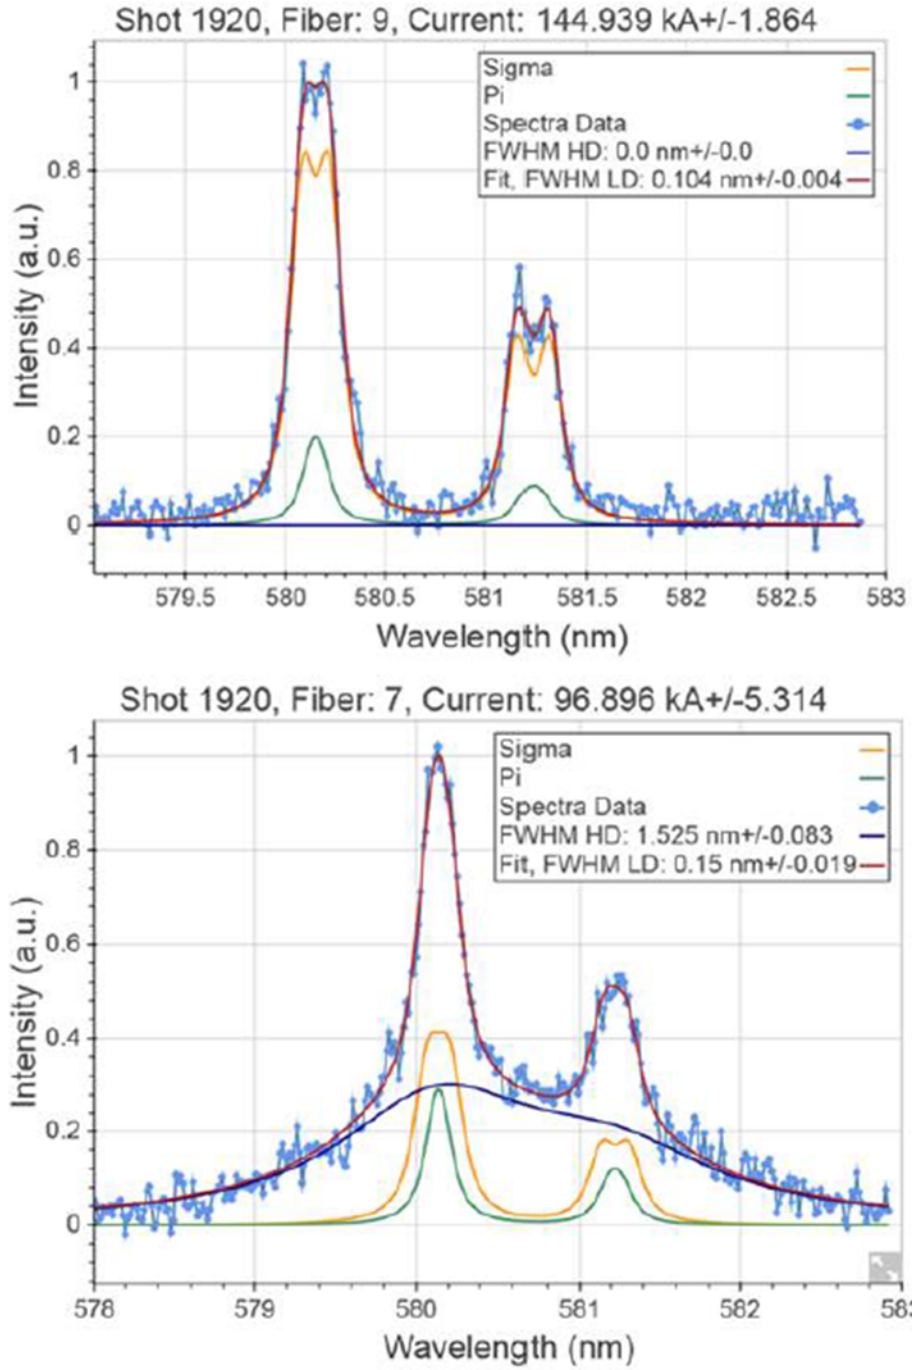 Shot 1920, Fiber: 9, Current: 144.939 kA+/-1.864
Sigma
Pi
Spectra Data
FWHM HD: 0.0 nm+/-0.0
Fit, FWHM LD: 0.104 nm+/-0.004
Intensity (a.u.)
1
0.8
0.6
0.4
0.2
0
579.5 580 580.5 581 581.5 582 582.5 583
Wavelength (nm)
Shot 1920, Fiber: 7, Current: 96.896 kA+/-5.314
Sigma
Pi
Spectra Data
FWHM HD: 1.525 nm+/-0.083
Fit, FWHM LD: 0.15 nm+/-0.019
Intensity (a.u.)
1
0.8
0.6
0.4
0.2
0
578 579 580 581 582
Wavelength (nm)